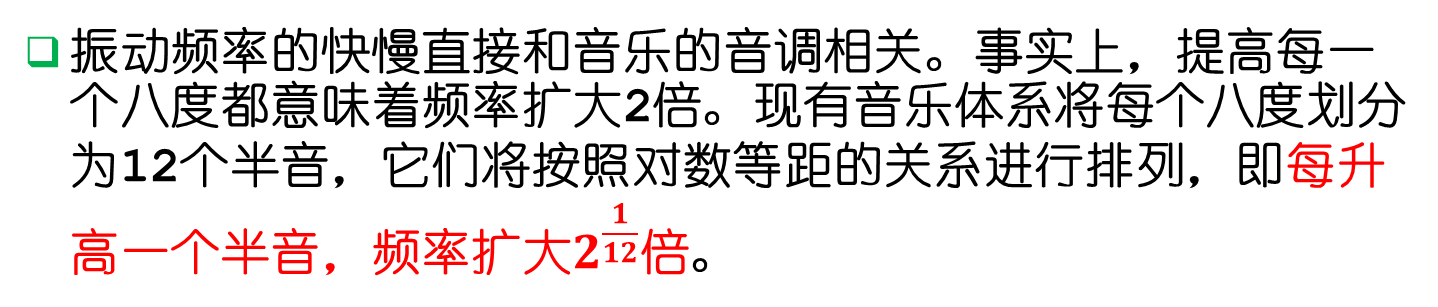 振动频率的快慢直接和音乐的音调相关。事实上，提高每一
个八度都意味着频率扩大2倍。现有音乐体系将每个八度划分
为12个半音，它们将按照对数等距的关系进行排列，即每升
高一个半音，频率扩大2^{1/12}倍。